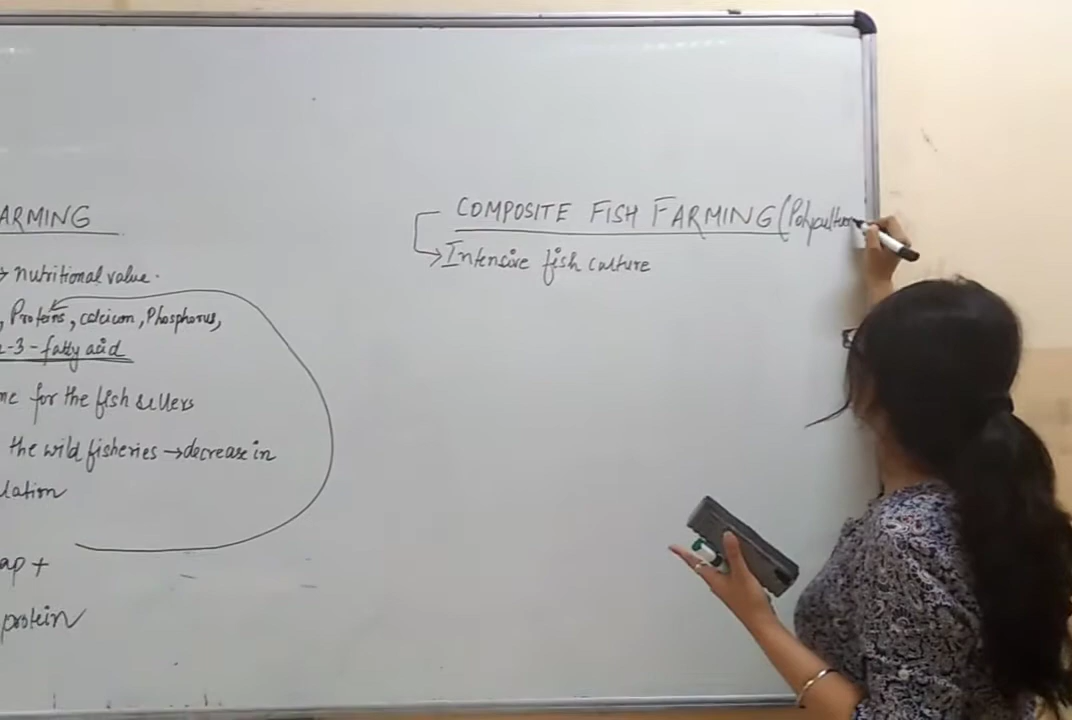 ARMING
→ nutritional value.
, Proteins, calcium, Phosphorus,
-3-fatty acid
me for the fish sellers
the wild fisheries → decrease in
lation
ap +
protein
COMPOSITE FISH FARMING (Polycultur
→ Intensive fish culture